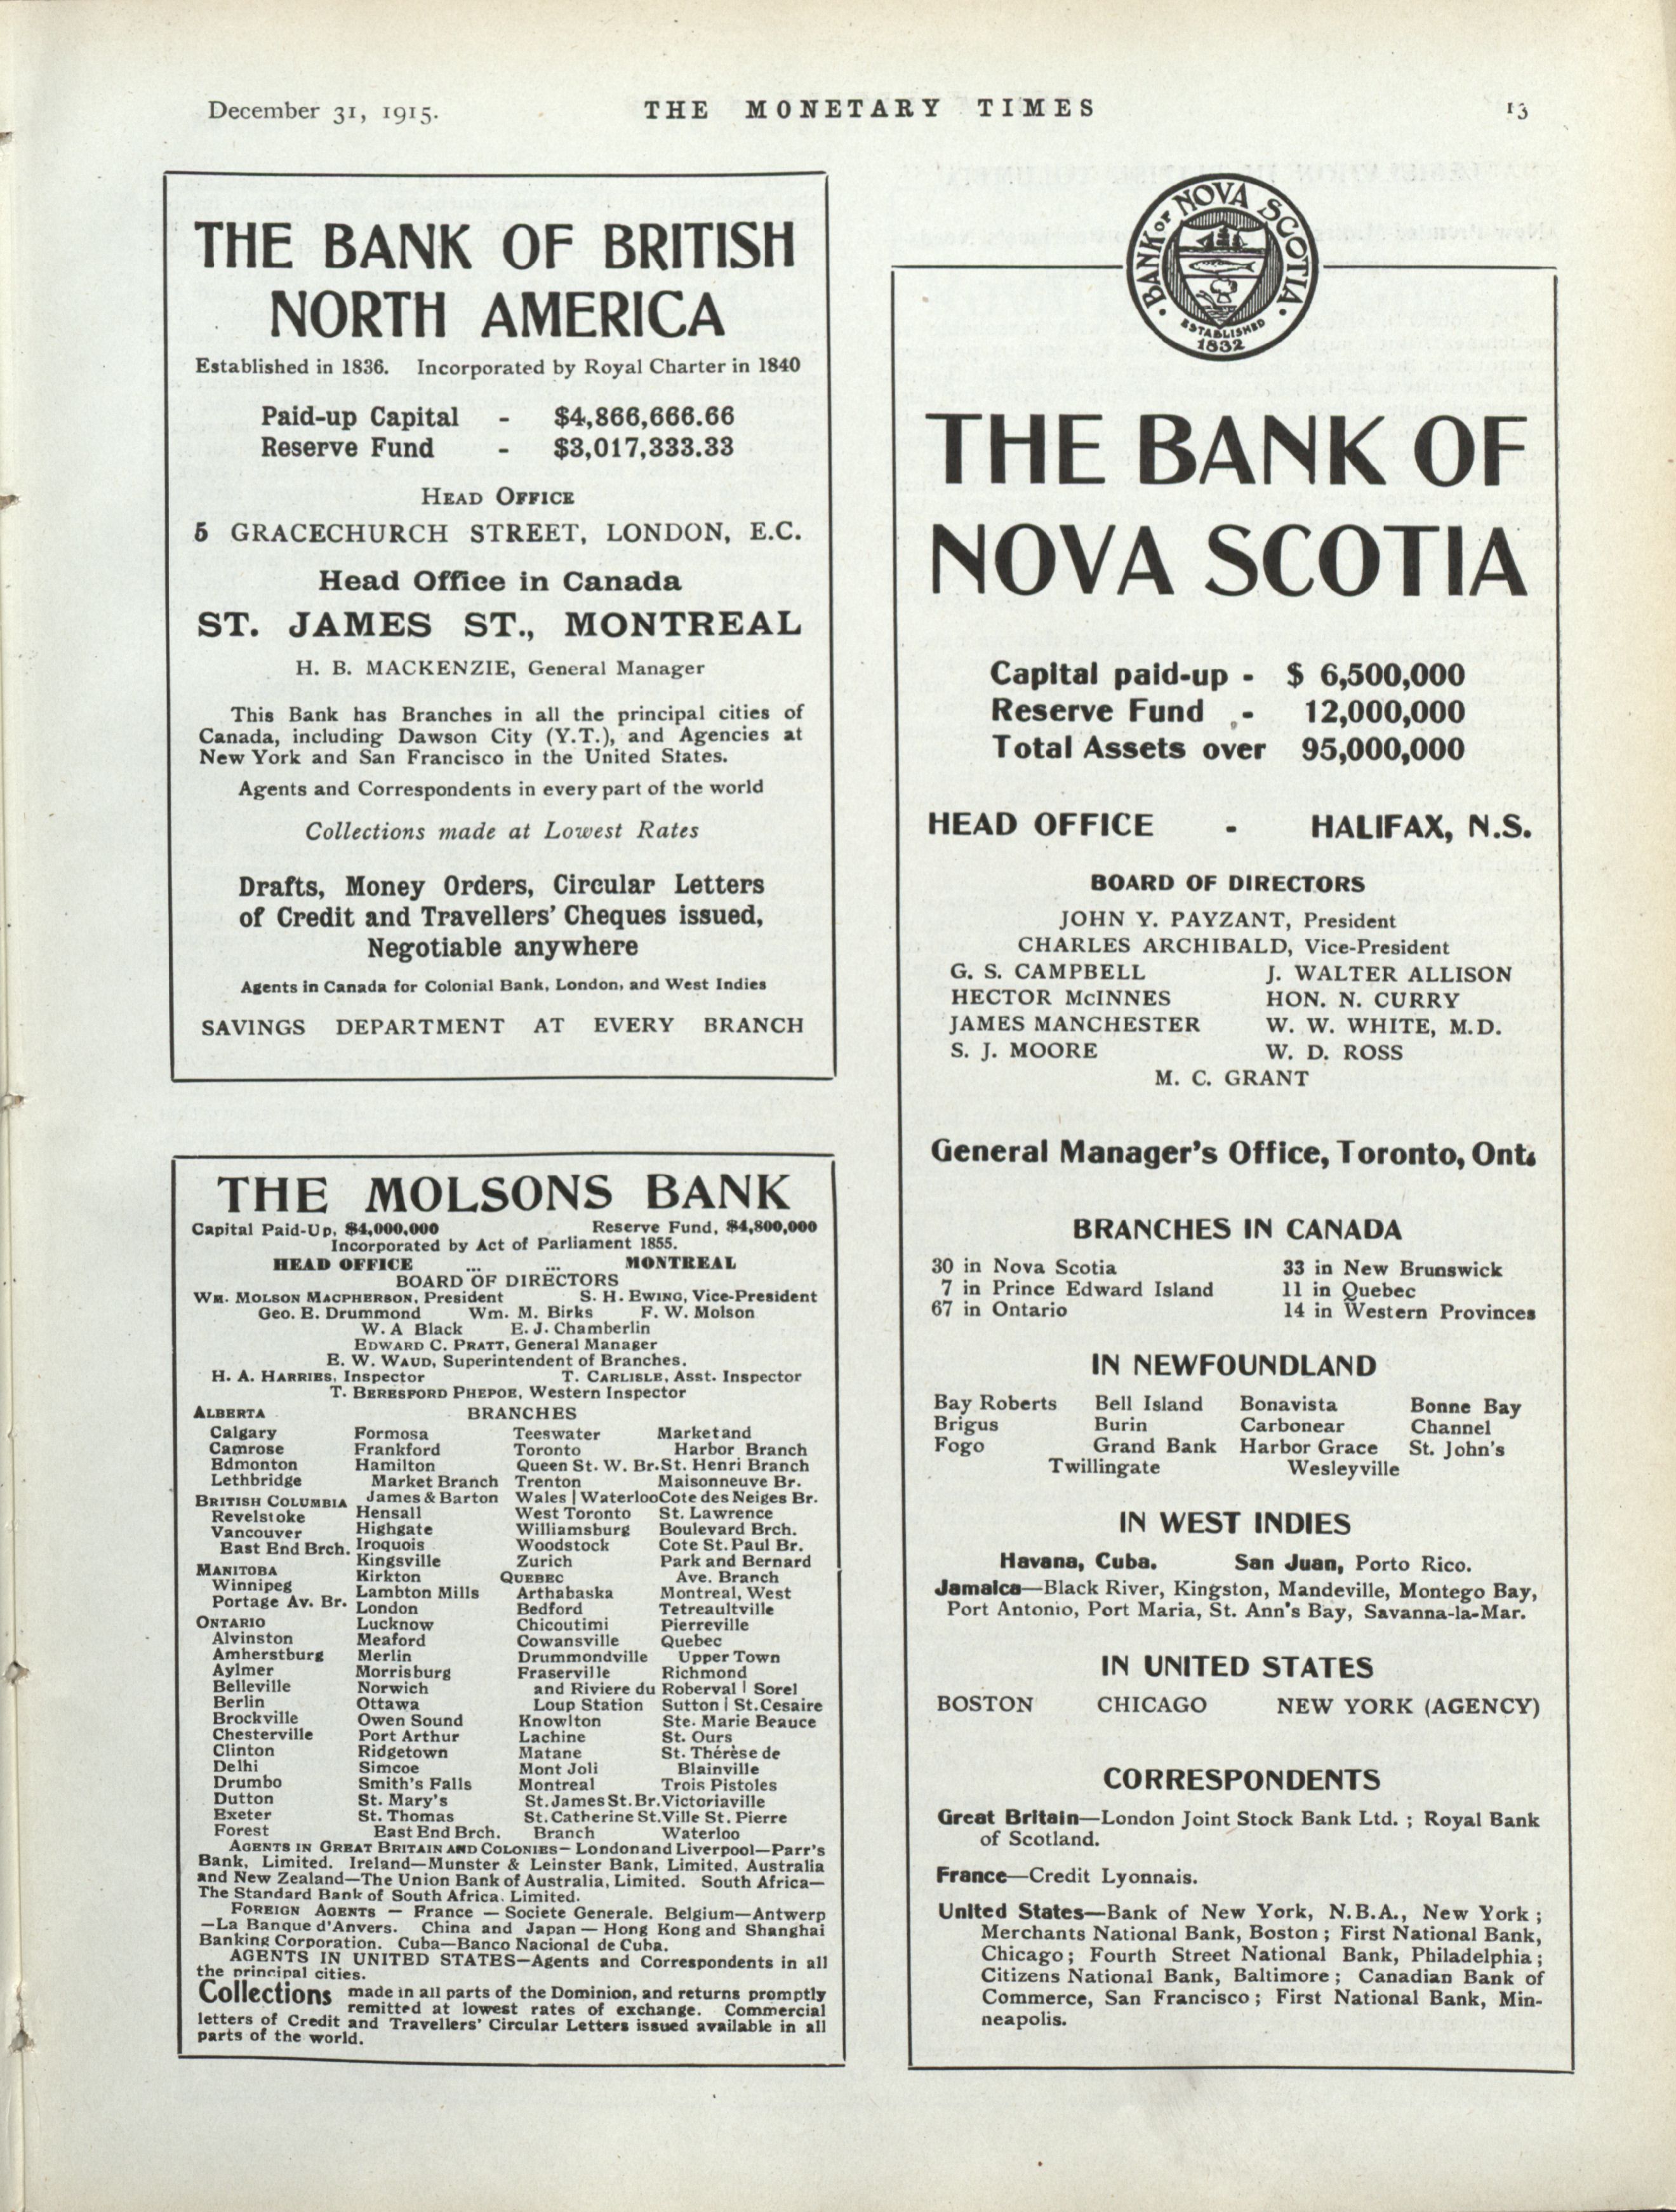 December 31, 1915.
THE MONETARY TIMES
13
THE BANK OF BRITISH
NORTH AMERICA
Established in 1836. Incorporated by Royal Charter in 1840
Paid-up Capital - $4,866,666.66
Reserve Fund - $3,017,333.33
HEAD OFFICE
5 GRACECHURCH STREET, LONDON, E.C.
Head Office in Canada
ST. JAMES ST., MONTREAL
H. B. MACKENZIE, General Manager
This Bank has Branches in all the principal cities of
Canada, including Dawson City (Y.T.), and Agencies at
New York and San Francisco in the United States.
Agents and Correspondents in every part of the world
Collections made at Lowest Rates
Drafts, Money Orders, Circular Letters
of Credit and Travellers' Cheques issued,
Negotiable anywhere
Agents in Canada for Colonial Bank, London, and West Indies
SAVINGS DEPARTMENT AT EVERY BRANCH
THE MOLSONS BANK
Capital Paid-Up, $4,000,000 Reserve Fund, $4,800,000
Incorporated by Act of Parliament 1855.
HEAD OFFICE ... ... MONTREAL
BOARD OF DIRECTORS
WM. MOLSON MACPHERSON, President S. H. EWING, Vice-President
Geo. E. Drummond Wm. M. Birks F. W. Molson
W. A Black E. J. Chamberlin
EDWARD C. PRATT, General Manager
E. W. WAUD, Superintendent of Branches.
H. A. HARRIES, Inspector T. CARLISLE, Asst. Inspector
T. BERESFORD PHEPOE, Western Inspector
BRANCHES
ALBERTA
Calgary
Camrose
Edmonton
Lethbridge
BRITISH COLUMBIA
Revelstoke
Vancouver
East End Brch.
MANITOBA
Winnipeg
Portage Av. Br.
ONTARIO
Alvinston
Amherstburg
Aylmer
Belleville
Berlin
Brockville
Chesterville
Clinton
Delhi
Drumbo
Dutton
Exeter
Forest
Formosa
Frankford
Hamilton
Market Branch
James & Barton
Hensall
Highgate
Iroquois
Kingsville
Kirkton
Lambton Mills
London
Lucknow
Meaford
Merlin
Morrisburg
Norwich
Ottawa
Owen Sound
Port Arthur
Ridgetown
Simcoe
Smith's Falls
St. Mary's
St. Thomas
East End Brch.
Teeswater
Toronto
Queen St. W. Br.
Trenton
Wales | Waterloo
West Toronto
Williamsburg
Woodstock
Zurich
QUEBEC
Arthabaska
Bedford
Chicoutimi
Cowansville
Drummondville
Fraserville
and Riviere du
Loup Station
Knowlton
Lachine
Matane
Mont Joli
Montreal
St. James St. Br.
St. Catherine St.
Branch
Market and
Harbor Branch
St. Henri Branch
Maisonneuve Br.
Cote des Neiges Br.
St. Lawrence
Boulevard Brch.
Cote St. Paul Br.
Park and Bernard
Ave. Branch
Montreal, West
Tetreaultville
Pierreville
Quebec
Upper Town
Richmond
Roberval | Sorel
Sutton | St. Cesaire
Ste. Marie Beauce
St. Ours
St. Thérèse de
Blainville
Trois Pistoles
Victoriaville
Ville St. Pierre
Waterloo
AGENTS IN GREAT BRITAIN AND COLONIES—London and Liverpool—Parr's
Bank, Limited. Ireland—Munster & Leinster Bank, Limited, Australia
and New Zealand—The Union Bank of Australia, Limited. South Africa—
The Standard Bank of South Africa. Limited.
FOREIGN AGENTS — France — Societe Generale. Belgium—Antwerp
—La Banque d'Anvers. China and Japan — Hong Kong and Shanghai
Banking Corporation. Cuba—Banco Nacional de Cuba.
AGENTS IN UNITED STATES—Agents and Correspondents in all
the principal cities.
Collections made in all parts of the Dominion, and returns promptly
remitted at lowest rates of exchange. Commercial
letters of Credit and Travellers' Circular Letters issued available in all
parts of the world.
BANK OF NOVA SCOTIA
ESTABLISHED
1832
THE BANK OF
NOVA SCOTIA
Capital paid-up - $ 6,500,000
Reserve Fund - 12,000,000
Total Assets over 95,000,000
HEAD OFFICE - HALIFAX, N.S.
BOARD OF DIRECTORS
JOHN Y. PAYZANT, President
CHARLES ARCHIBALD, Vice-President
G. S. CAMPBELL J. WALTER ALLISON
HECTOR McINNES HON. N. CURRY
JAMES MANCHESTER W. W. WHITE, M.D.
S. J. MOORE W. D. ROSS
M. C. GRANT
General Manager's Office, Toronto, Ont.
BRANCHES IN CANADA
30 in Nova Scotia 33 in New Brunswick
7 in Prince Edward Island 11 in Quebec
67 in Ontario 14 in Western Provinces
IN NEWFOUNDLAND
Bay Roberts Bell Island Bonavista Bonne Bay
Brigus Burin Carbonear Channel
Fogo Grand Bank Harbor Grace St. John's
Twillingate Wesleyville
IN WEST INDIES
Havana, Cuba. San Juan, Porto Rico.
Jamaica—Black River, Kingston, Mandeville, Montego Bay,
Port Antonio, Port Maria, St. Ann's Bay, Savanna-la-Mar.
IN UNITED STATES
BOSTON CHICAGO NEW YORK (AGENCY)
CORRESPONDENTS
Great Britain—London Joint Stock Bank Ltd. ; Royal Bank
of Scotland.
France—Credit Lyonnais.
United States—Bank of New York, N.B.A., New York ;
Merchants National Bank, Boston ; First National Bank,
Chicago ; Fourth Street National Bank, Philadelphia ;
Citizens National Bank, Baltimore ; Canadian Bank of
Commerce, San Francisco ; First National Bank, Min-
neapolis.